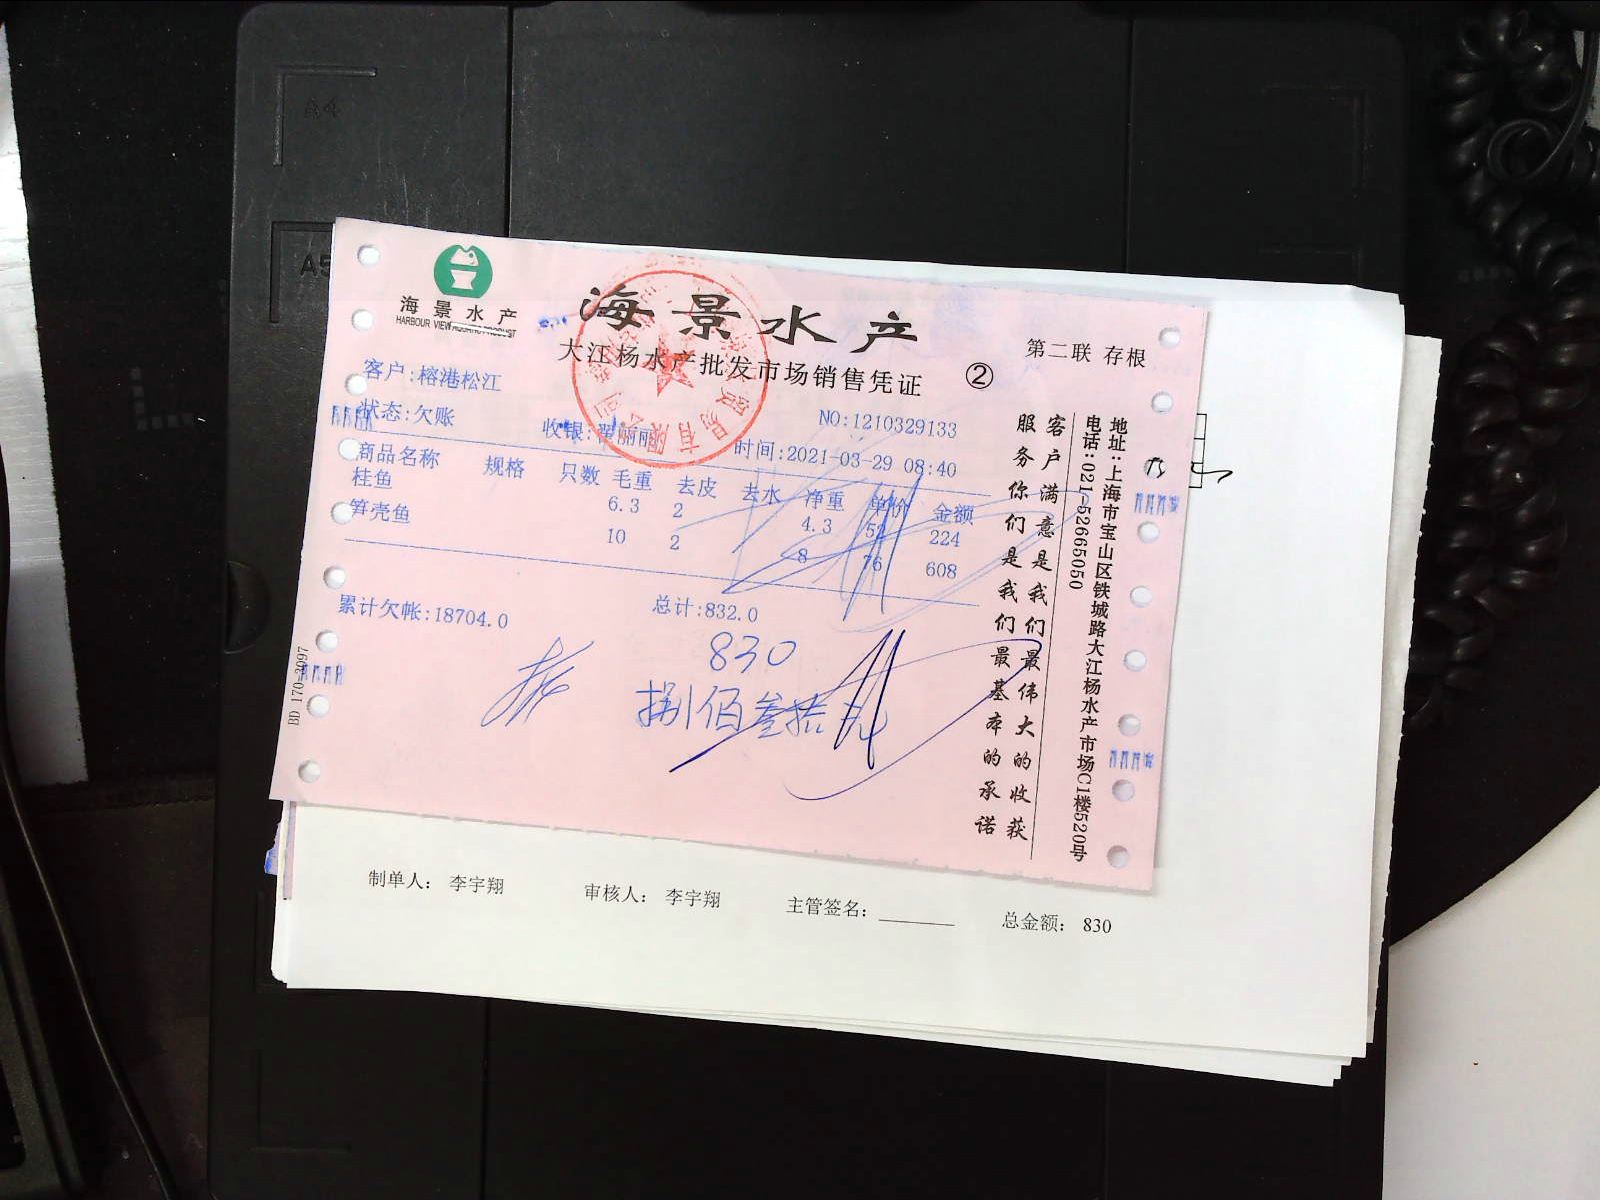 A4
A5
海景水产
HARBOUR VIEW AQUATIC PRODUCT
海景水产
大江杨水产批发市场销售凭证
②
第二联 存根
客户:榕港松江
状态:欠账
收银:翟丽丽
NO:1210329133
时间:2021-03-29 08:40
商品名称 规格 只数 毛重 去皮 去水 净重 单价 金额
桂鱼 6.3 2 4.3 52 224
笋壳鱼 10 2 8 76 608
累计欠帐:18704.0
总计:832.0
830
捌佰叁拾元
客户满意是我们最伟大的收获
服务你们是我们最基本的承诺
地址:上海市宝山区铁城路大江杨水产市场C1楼520号
电话:021-52665050
BD 170-3097
制单人: 李宇翔 审核人: 李宇翔 主管签名: 总金额: 830